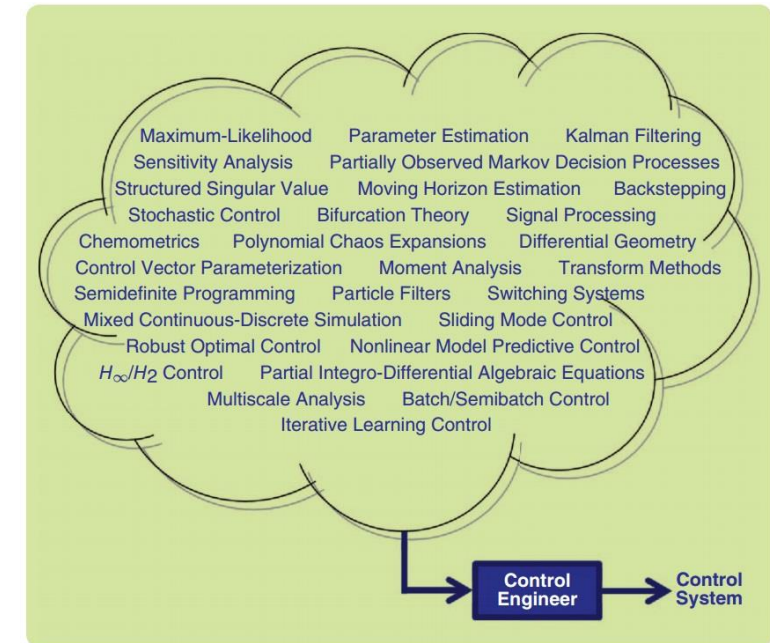 Maximum-Likelihood Parameter Estimation Kalman Filtering
Sensitivity Analysis Partially Observed Markov Decision Processes
Structured Singular Value Moving Horizon Estimation Backstepping
Stochastic Control Bifurcation Theory Signal Processing
Chemometrics Polynomial Chaos Expansions Differential Geometry
Control Vector Parameterization Moment Analysis Transform Methods
Semidefinite Programming Particle Filters Switching Systems
Mixed Continuous-Discrete Simulation Sliding Mode Control
Robust Optimal Control Nonlinear Model Predictive Control
H∞/H2 Control Partial Integro-Differential Algebraic Equations
Multiscale Analysis Batch/Semibatch Control
Iterative Learning Control
Control
Engineer
Control
System